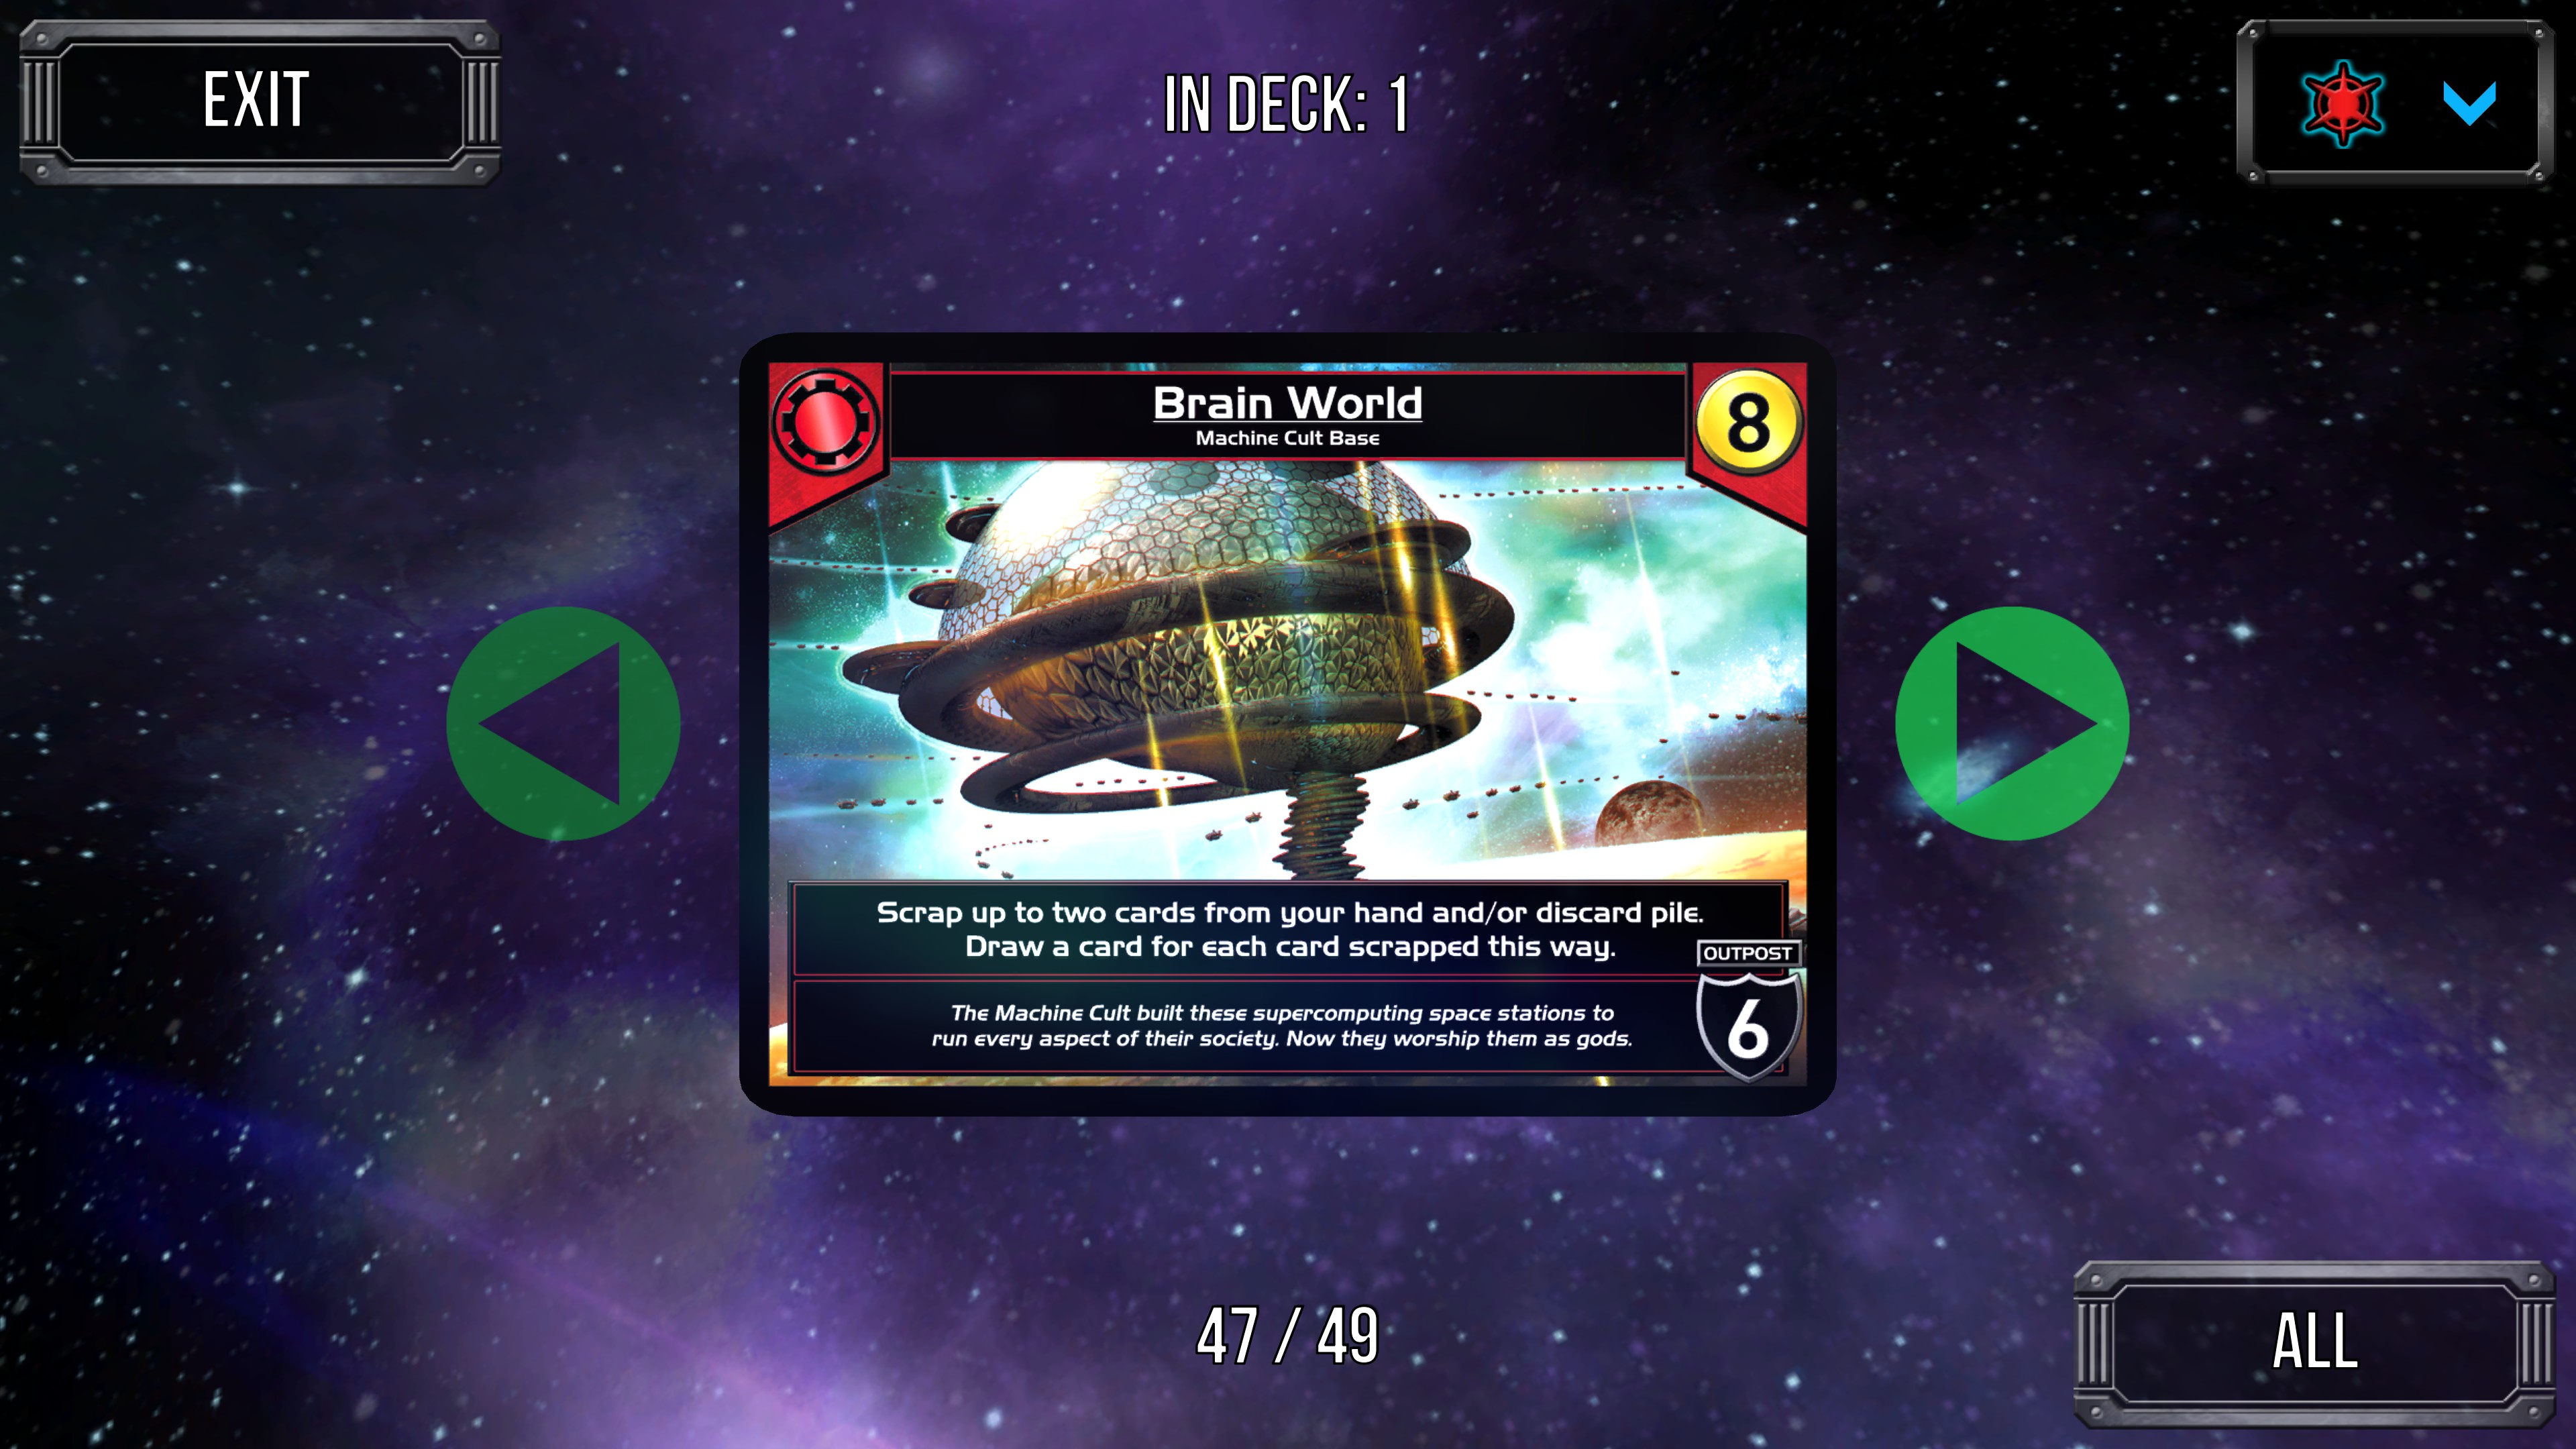 EXIT
IN DECK: 1
Brain World
Machine Cult Base
8
Scrap up to two cards from your hand and/or discard pile.
Draw a card for each card scrapped this way.
OUTPOST
6
The Machine Cult built these supercomputing space stations to
run every aspect of their society. Now they worship them as gods.
47 / 49
ALL